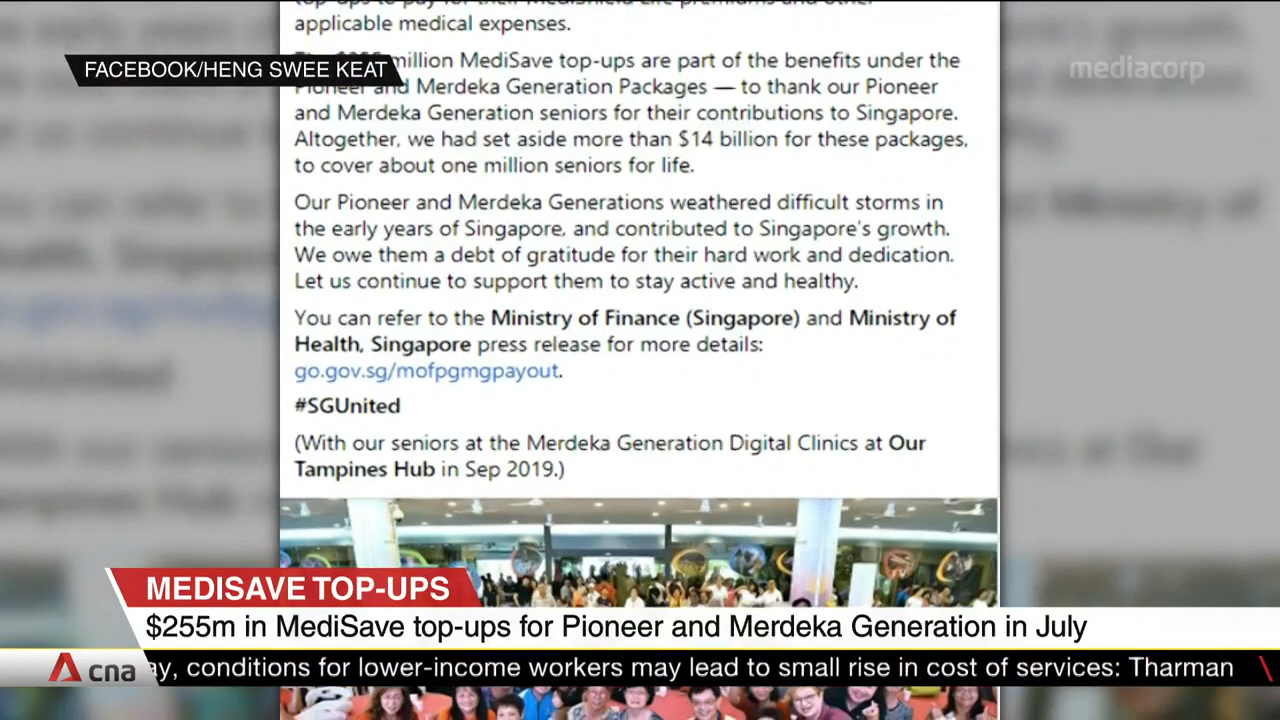 applicable medical expenses.
FACEBOOK/HENG SWEE KEAT
million MediSave top-ups are part of the benefits under the
Pioneer and Merdeka Generation Packages — to thank our Pioneer
and Merdeka Generation seniors for their contributions to Singapore.
Altogether, we had set aside more than $14 billion for these packages,
to cover about one million seniors for life.
mediacorp
Our Pioneer and Merdeka Generations weathered difficult storms in
the early years of Singapore, and contributed to Singapore's growth.
We owe them a debt of gratitude for their hard work and dedication.
Let us continue to support them to stay active and healthy.
You can refer to the Ministry of Finance (Singapore) and Ministry of
Health, Singapore press release for more details:
go.gov.sg/mofpgmgpayout.
#SGUnited
(With our seniors at the Merdeka Generation Digital Clinics at Our
Tampines Hub in Sep 2019.)
MEDISAVE TOP-UPS
$255m in MediSave top-ups for Pioneer and Merdeka Generation in July
cna
ay, conditions for lower-income workers may lead to small rise in cost of services: Tharman